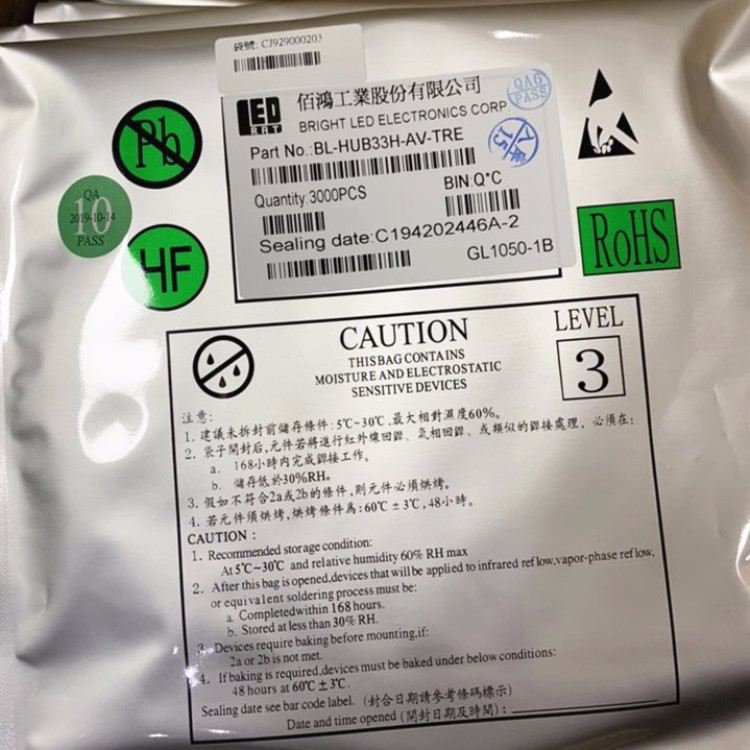 袋號: CJ929000203
LED
BRT
佰鴻工業股份有限公司
BRIGHT LED ELECTRONICS CORP
QA6
PASS
Part No.:BL-HUB33H-AV-TRE
Quantity:3000PCS
BIN:Q*C
Sealing date:C194202446A-2
GL1050-1B
Pb
QA
10
2019-10-14
PASS
HF
RoHS
CAUTION
THIS BAG CONTAINS
MOISTURE AND ELECTROSTATIC
SENSITIVE DEVICES
LEVEL
3
注意:
1. 建議未拆封前儲存條件:5℃~30℃,最大相對濕度60%。
2. 袋子開封后,元件若將進行紅外線回銲、氣相回銲、或類似的銲接處理,必須在:
a. 168小時內完成銲接工作。
b. 儲存低於30%RH。
3. 假如不符合2a或2b的條件,則元件必須烘烤。
4. 若元件須烘烤,烘烤條件為:60℃±3℃,48小時。
CAUTION :
1. Recommended storage condition:
At 5℃~30℃ and relative humidity 60% RH max
2. After this bag is opened,devices that will be applied to infrared reflow,vapor-phase reflow,
or equivalent soldering process must be:
a. Completedwithin 168 hours.
b. Stored at less than 30% RH.
3. Devices require baking before mounting,if:
2a or 2b is not met.
4. If baking is required,devices must be baked under below conditions:
48 hours at 60℃±3℃.
Sealing date see bar code label. (封合日期請參考條碼標示)
Date and time opened (開封日期及時間):